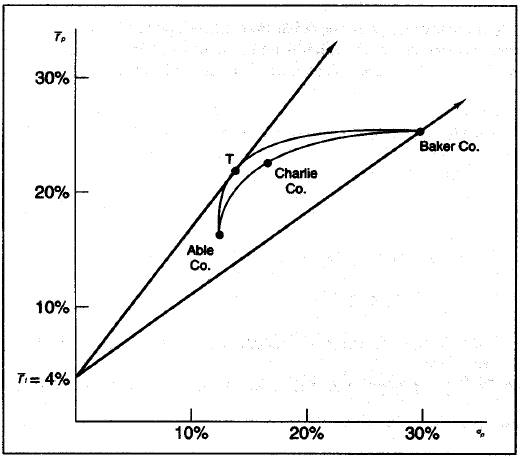 r̄ₚ
30%
T
Baker Co.
Charlie
Co.
20%
Able
Co.
10%
r̄f = 4%
10%
20%
30%
σₚ